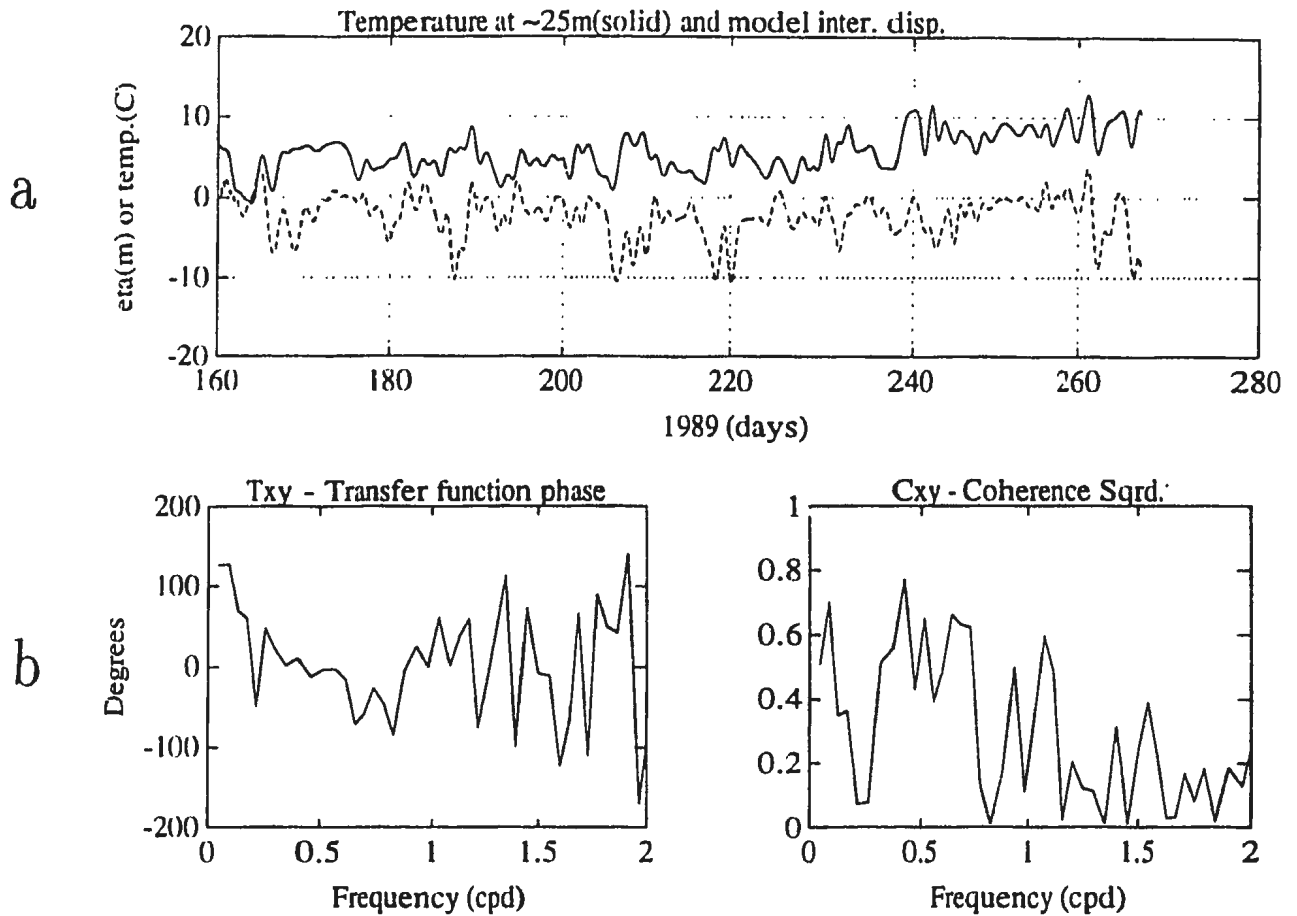 Temperature at ~25m(solid) and model inter. disp.
a
eta(m) or temp.(C)
20
10
0
-10
-20
160 180 200 220 240 260 280
1989 (days)
b
Txy - Transfer function phase
Degrees
200
100
0
-100
-200
0 0.5 1 1.5 2
Frequency (cpd)
Cxy - Coherence Sqrd.
1
0.8
0.6
0.4
0.2
0
0 0.5 1 1.5 2
Frequency (cpd)